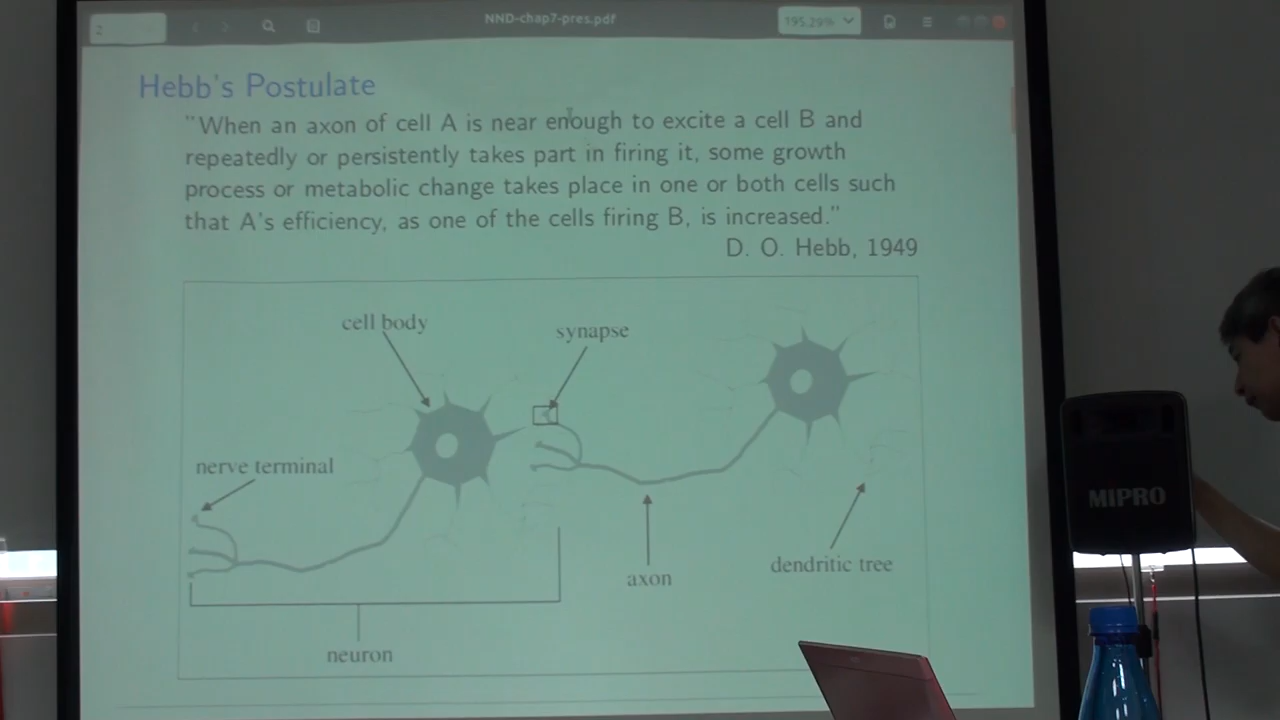 2
NND-chap7-pres.pdf
195.29%
Hebb's Postulate
"When an axon of cell A is near enough to excite a cell B and
repeatedly or persistently takes part in firing it, some growth
process or metabolic change takes place in one or both cells such
that A's efficiency, as one of the cells firing B, is increased."
D. O. Hebb, 1949
cell body
synapse
nerve terminal
axon
dendritic tree
neuron
MIPRO